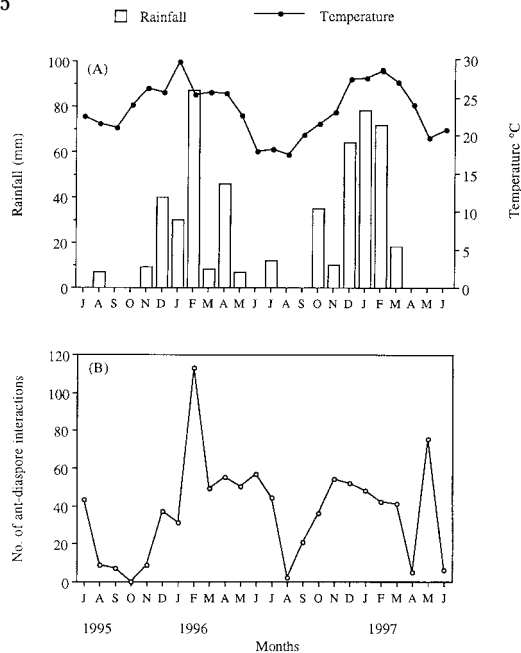 5
Rainfall Temperature
(A)
Rainfall (mm)
100
80
60
40
20
0
30
25
20
15
10
5
0
Temperature °C
J A S O N D J F M A M J J A S O N D J F M A M J
(B)
No. of ant-diaspore interactions
120
100
80
60
40
20
0
J A S O N D J F M A M J J A S O N D J F M A M J
1995 1996 1997
Months